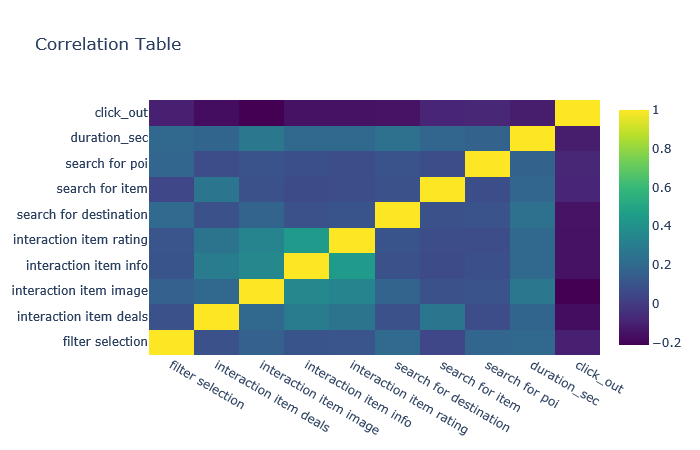 Correlation Table
click_out
duration_sec
search for poi
search for item
search for destination
interaction item rating
interaction item info
interaction item image
interaction item deals
filter selection
filter selection
interaction item deals
interaction item image
interaction item info
interaction item rating
search for destination
search for item
search for poi
duration_sec
click_out
1
0.8
0.6
0.4
0.2
0
−0.2